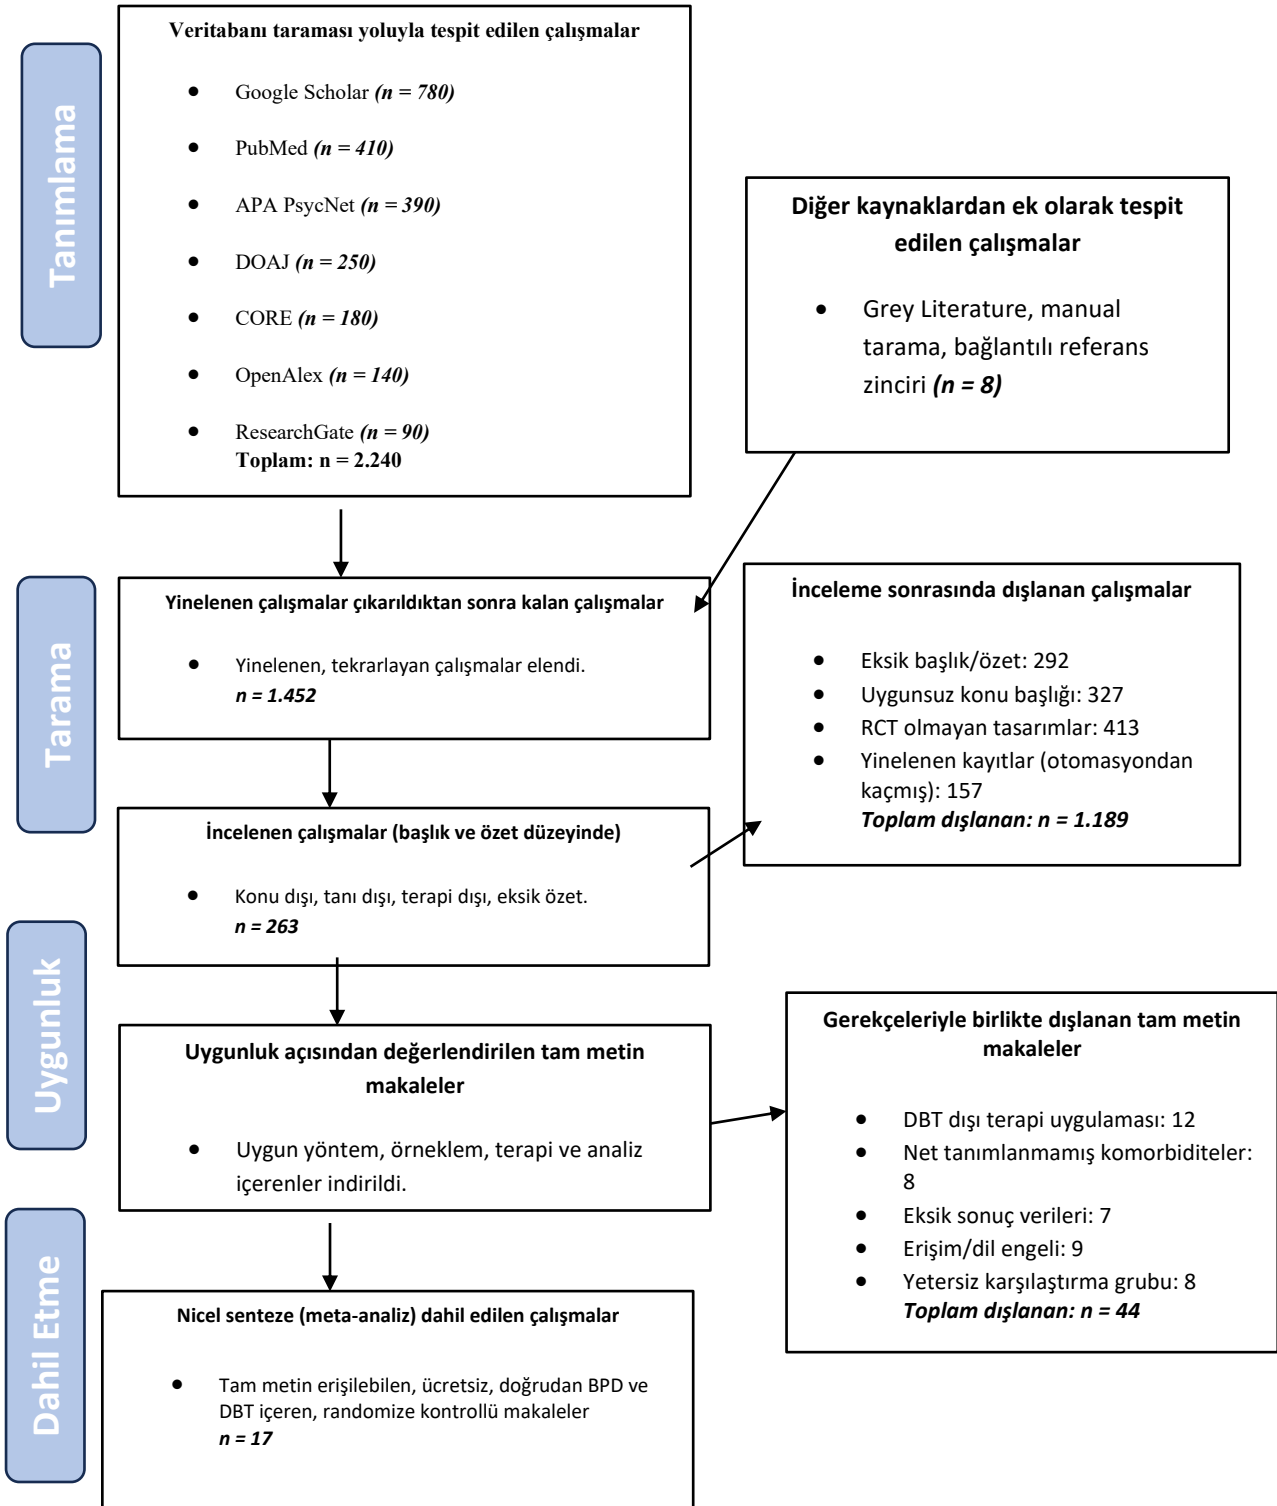 Tanımlama
Veritabanı taraması yoluyla tespit edilen çalışmalar
• Google Scholar (n = 780)
• PubMed (n = 410)
• APA PsycNet (n = 390)
• DOAJ (n = 250)
• CORE (n = 180)
• OpenAlex (n = 140)
• ResearchGate (n = 90)
Toplam: n = 2.240
Diğer kaynaklardan ek olarak tespit
edilen çalışmalar
• Grey Literature, manual
tarama, bağlantılı referans
zinciri (n = 8)
Tarama
Yinelenen çalışmalar çıkarıldıktan sonra kalan çalışmalar
• Yinelenen, tekrarlayan çalışmalar elendi.
n = 1.452
İnceleme sonrasında dışlanan çalışmalar
• Eksik başlık/özet: 292
• Uygunsuz konu başlığı: 327
• RCT olmayan tasarımlar: 413
• Yinelenen kayıtlar (otomasyondan
kaçmış): 157
Toplam dışlanan: n = 1.189
İncelenen çalışmalar (başlık ve özet düzeyinde)
• Konu dışı, tanı dışı, terapi dışı, eksik özet.
n = 263
Uygunluk
Uygunluk açısından değerlendirilen tam metin
makaleler
• Uygun yöntem, örneklem, terapi ve analiz
içerenler indirildi.
Gerekçeleriyle birlikte dışlanan tam metin
makaleler
• DBT dışı terapi uygulaması: 12
• Net tanımlanmamış komorbiditeler:
8
• Eksik sonuç verileri: 7
• Erişim/dil engeli: 9
• Yetersiz karşılaştırma grubu: 8
Toplam dışlanan: n = 44
Dahil Etme
Nicel senteze (meta-analiz) dahil edilen çalışmalar
• Tam metin erişilebilen, ücretsiz, doğrudan BPD ve
DBT içeren, randomize kontrollü makaleler
n = 17